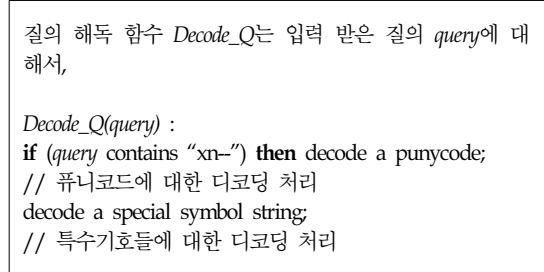 질의 해독 함수 Decode_Q는 입력 받은 질의 query에 대
해서,
Decode_Q(query) :
if (query contains “xn--”) then decode a punycode;
// 퓨니코드에 대한 디코딩 처리
decode a special symbol string;
// 특수기호들에 대한 디코딩 처리